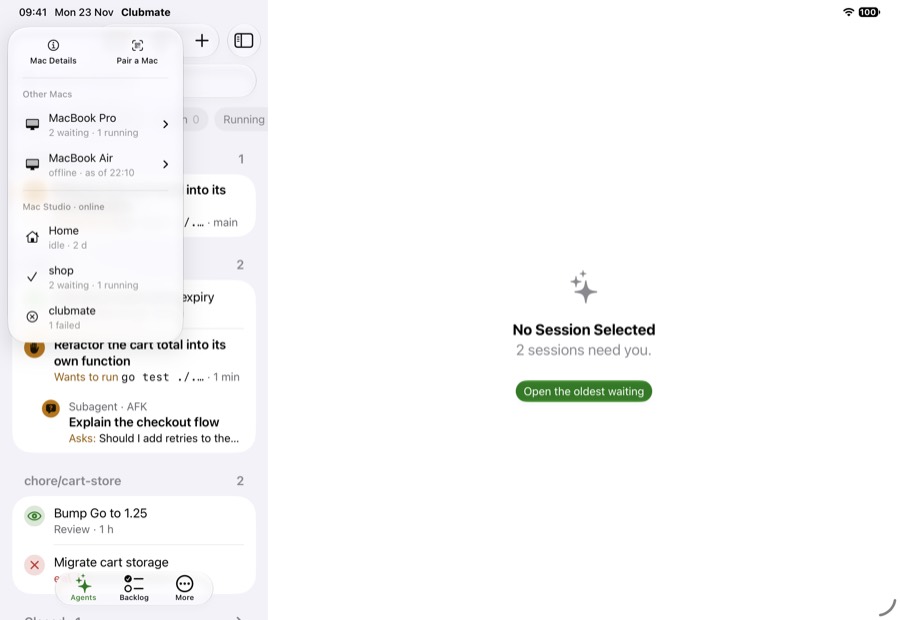 09:41 Mon 23 Nov Clubmate
100
Mac Details
Pair a Mac
Other Macs
MacBook Pro
2 waiting · 1 running
MacBook Air
offline · as of 22:10
Mac Studio · online
Home
idle · 2 d
shop
2 waiting · 1 running
clubmate
1 failed
0
Running
1
into its
/.… · main
2
expiry
Refactor the cart total into its
own function
Wants to run go test ./.… · 1 min
Subagent · AFK
Explain the checkout flow
Asks: Should I add retries to the...
chore/cart-store
2
Bump Go to 1.25
Review · 1 h
Migrate cart storage
Agents
Backlog
More
No Session Selected
2 sessions need you.
Open the oldest waiting